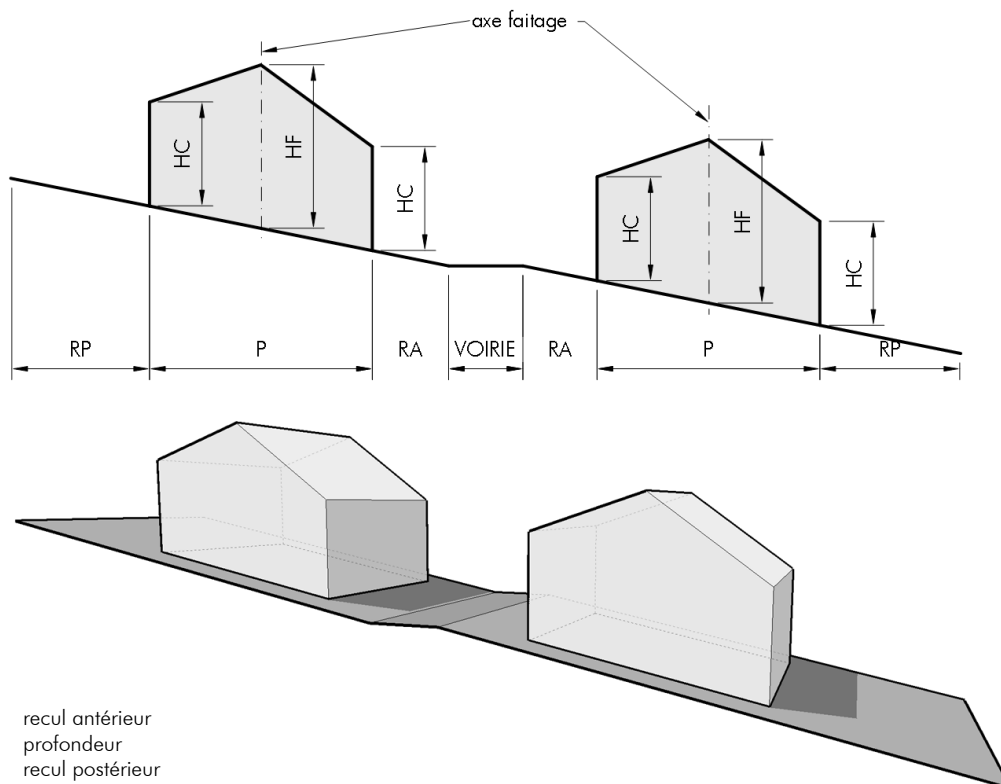 axe faitage
HC
HF
HC
HC
HF
HC
RP
P
RA
VOIRIE
RA
P
RP
recul antérieur
profondeur
recul postérieur